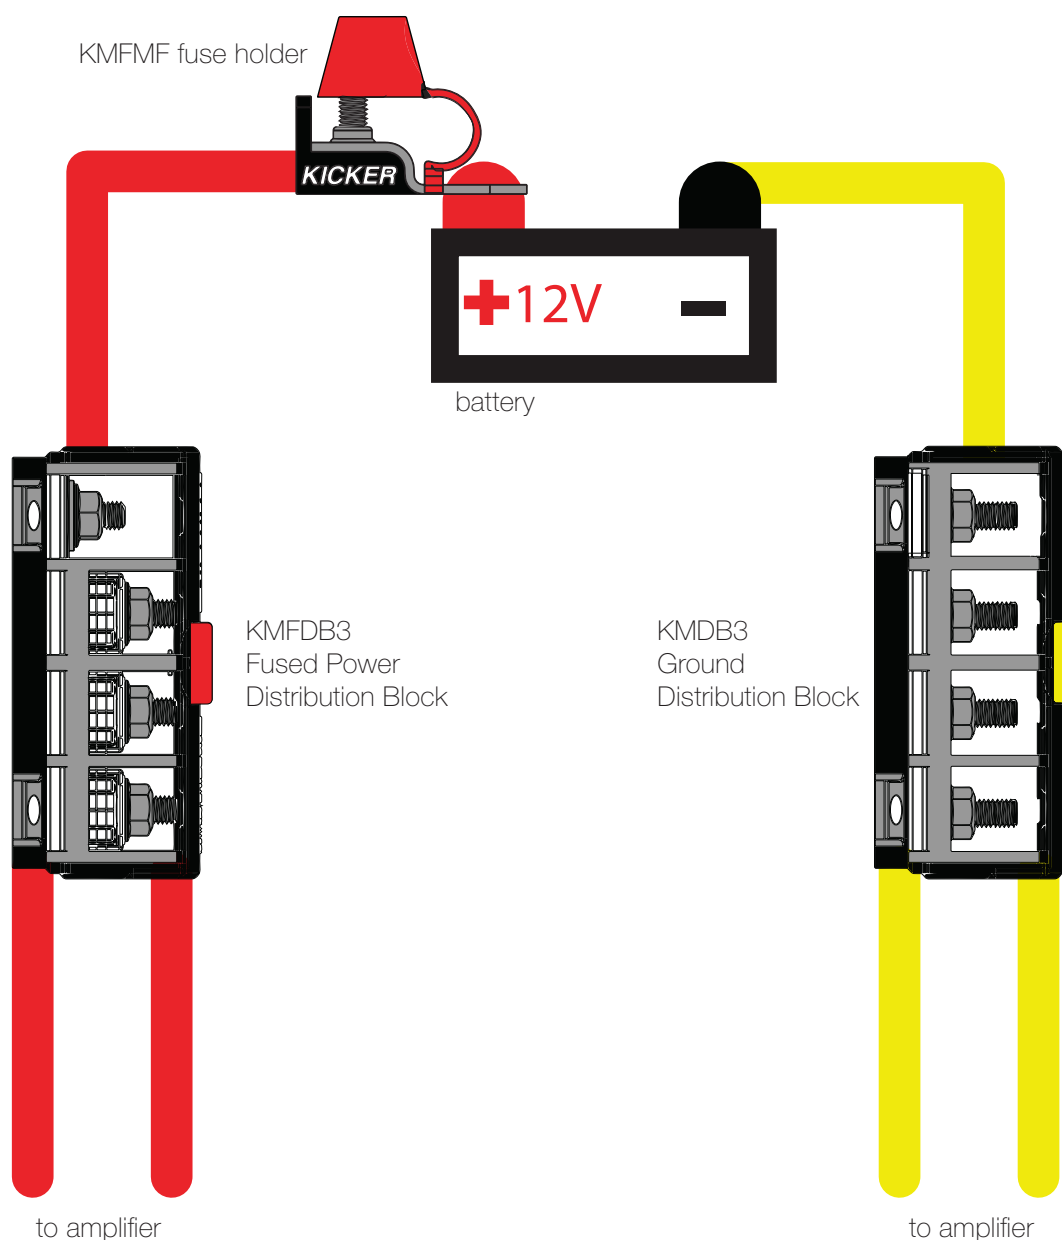 KMFMF fuse holder
KICKER
+12V -
battery
KMFDB3
Fused Power
Distribution Block
KMDB3
Ground
Distribution Block
to amplifier
to amplifier